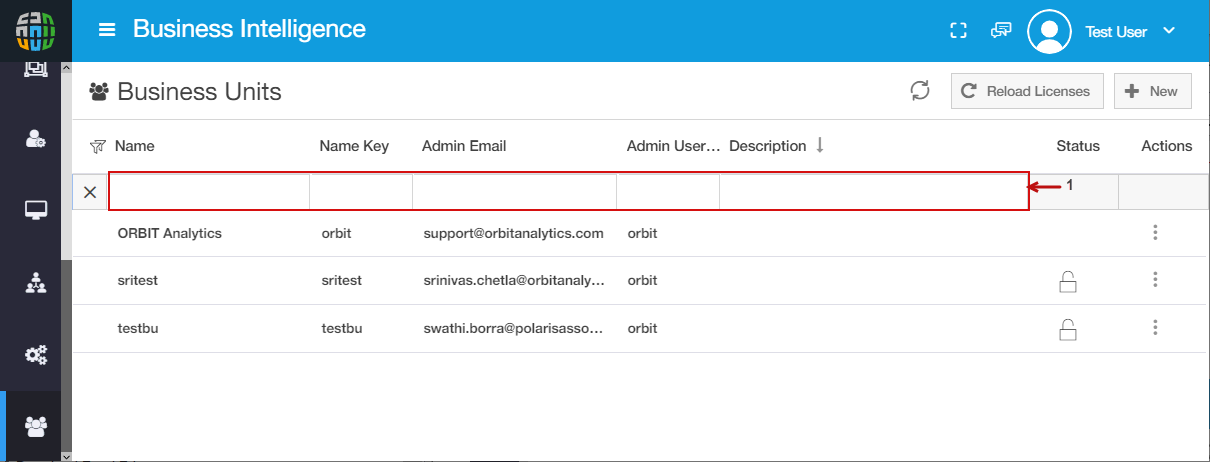 Business Intelligence
Test User
Business Units
Reload Licenses
New
Name Name Key Admin Email Admin User... Description Status Actions
1
ORBIT Analytics orbit support@orbitanalytics.com orbit
sritest sritest srinivas.chetla@orbitanaly... orbit
testbu testbu swathi.borra@polarisasso... orbit